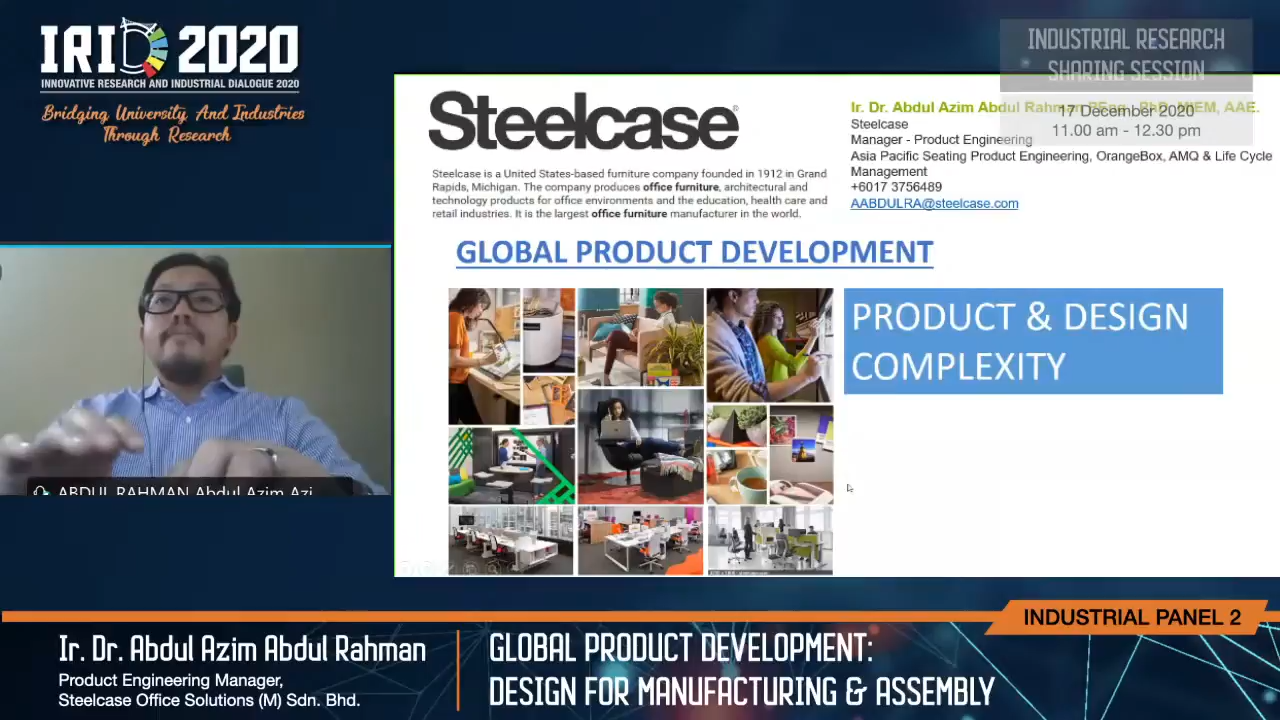 IRID 2020
INNOVATIVE RESEARCH AND INDUSTRIAL DIALOGUE 2020
Bridging University And Industries
Through Research
INDUSTRIAL RESEARCH
SHARING SESSION
17 December 2020
11.00 am - 12.30 pm
Steelcase
Steelcase is a United States-based furniture company founded in 1912 in Grand
Rapids, Michigan. The company produces office furniture, architectural and
technology products for office environments and the education, health care and
retail industries. It is the largest office furniture manufacturer in the world.
Ir. Dr. Abdul Azim Abdul Rahman AAE.
Steelcase
Manager - Product Engineering
Asia Pacific Seating Product Engineering, OrangeBox, AMQ & Life Cycle
Management
+6017 3756489
AABDULRA@steelcase.com
GLOBAL PRODUCT DEVELOPMENT
PRODUCT & DESIGN
COMPLEXITY
ABDUL RAHMAN Abdul Azim Azi
INDUSTRIAL PANEL 2
Ir. Dr. Abdul Azim Abdul Rahman
Product Engineering Manager,
Steelcase Office Solutions (M) Sdn. Bhd.
GLOBAL PRODUCT DEVELOPMENT:
DESIGN FOR MANUFACTURING & ASSEMBLY